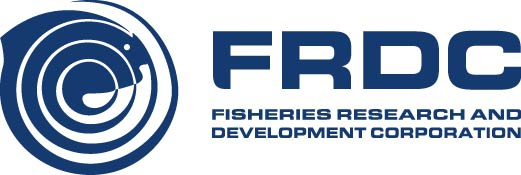 FRDC
FISHERIES RESEARCH AND
DEVELOPMENT CORPORATION